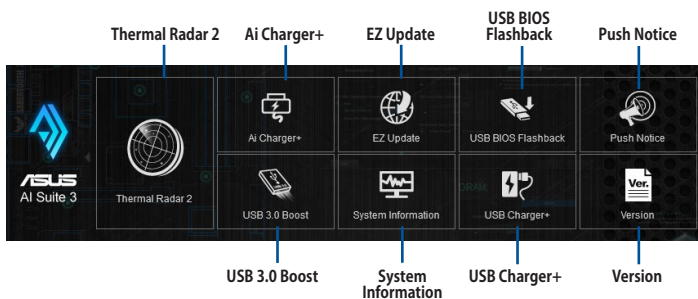 Thermal Radar 2
Ai Charger+
EZ Update
USB BIOS
Flashback
Push Notice
Ai Charger+
EZ Update
USB BIOS Flashback
Push Notice
ASUS
AI Suite 3
Thermal Radar 2
USB 3.0 Boost
System Information
USB Charger+
Ver.
Version
USB 3.0 Boost
System
Information
USB Charger+
Version